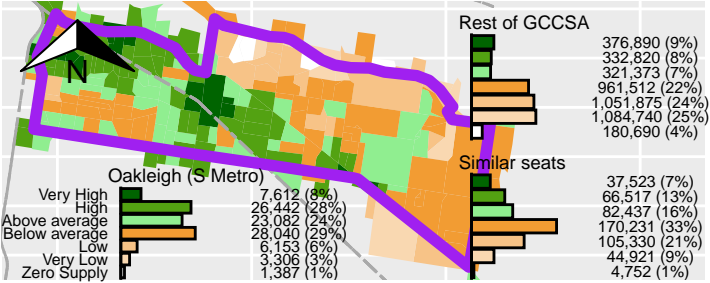 Rest of GCCSA
376,890 (9%)
332,820 (8%)
321,373 (7%)
961,512 (22%)
1,051,875 (24%)
1,084,740 (25%)
180,690 (4%)
N
Oakleigh (S Metro)
Very High 7,612 (8%)
High 26,442 (28%)
Above average 23,082 (24%)
Below average 28,040 (29%)
Low 6,153 (6%)
Very Low 3,306 (3%)
Zero Supply 1,387 (1%)
Similar seats
37,523 (7%)
66,517 (13%)
82,437 (16%)
170,231 (33%)
105,330 (21%)
44,921 (9%)
4,752 (1%)